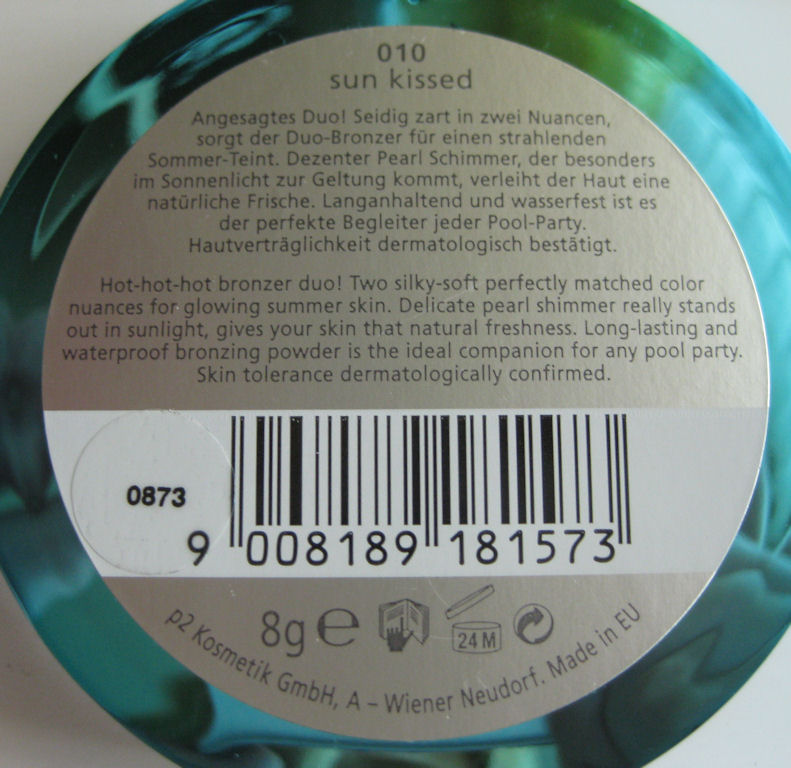 010
sun kissed
Angesagtes Duo! Seidig zart in zwei Nuancen,
sorgt der Duo-Bronzer für einen strahlenden
Sommer-Teint. Dezenter Pearl Schimmer, der besonders
im Sonnenlicht zur Geltung kommt, verleiht der Haut eine
natürliche Frische. Langanhaltend und wasserfest ist es
der perfekte Begleiter jeder Pool-Party.
Hautverträglichkeit dermatologisch bestätigt.
Hot-hot-hot bronzer duo! Two silky-soft perfectly matched color
nuances for glowing summer skin. Delicate pearl shimmer really stands
out in sunlight, gives your skin that natural freshness. Long-lasting and
waterproof bronzing powder is the ideal companion for any pool party.
Skin tolerance dermatologically confirmed.
0873
9 008189 181573
8g e
24 M
p2 Kosmetik GmbH, A – Wiener Neudorf. Made in EU